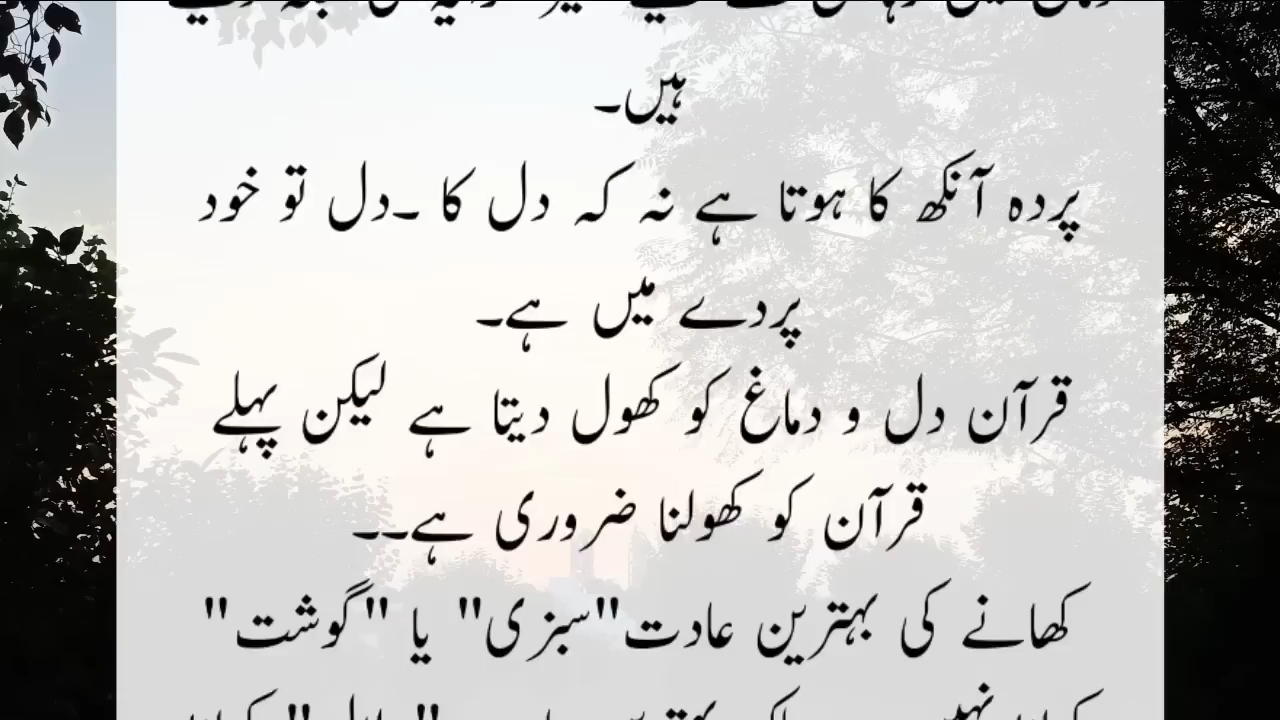 ہیں۔
پردہ آنکھ کا ہوتا ہے نہ کہ دل کا ۔دل تو خود
پردے میں ہے۔
قرآن دل و دماغ کو کھول دیتا ہے لیکن پہلے
قرآن کو کھولنا ضروری ہے۔۔
کھانے کی بہترین عادت"سبزی" یا "گوشت"